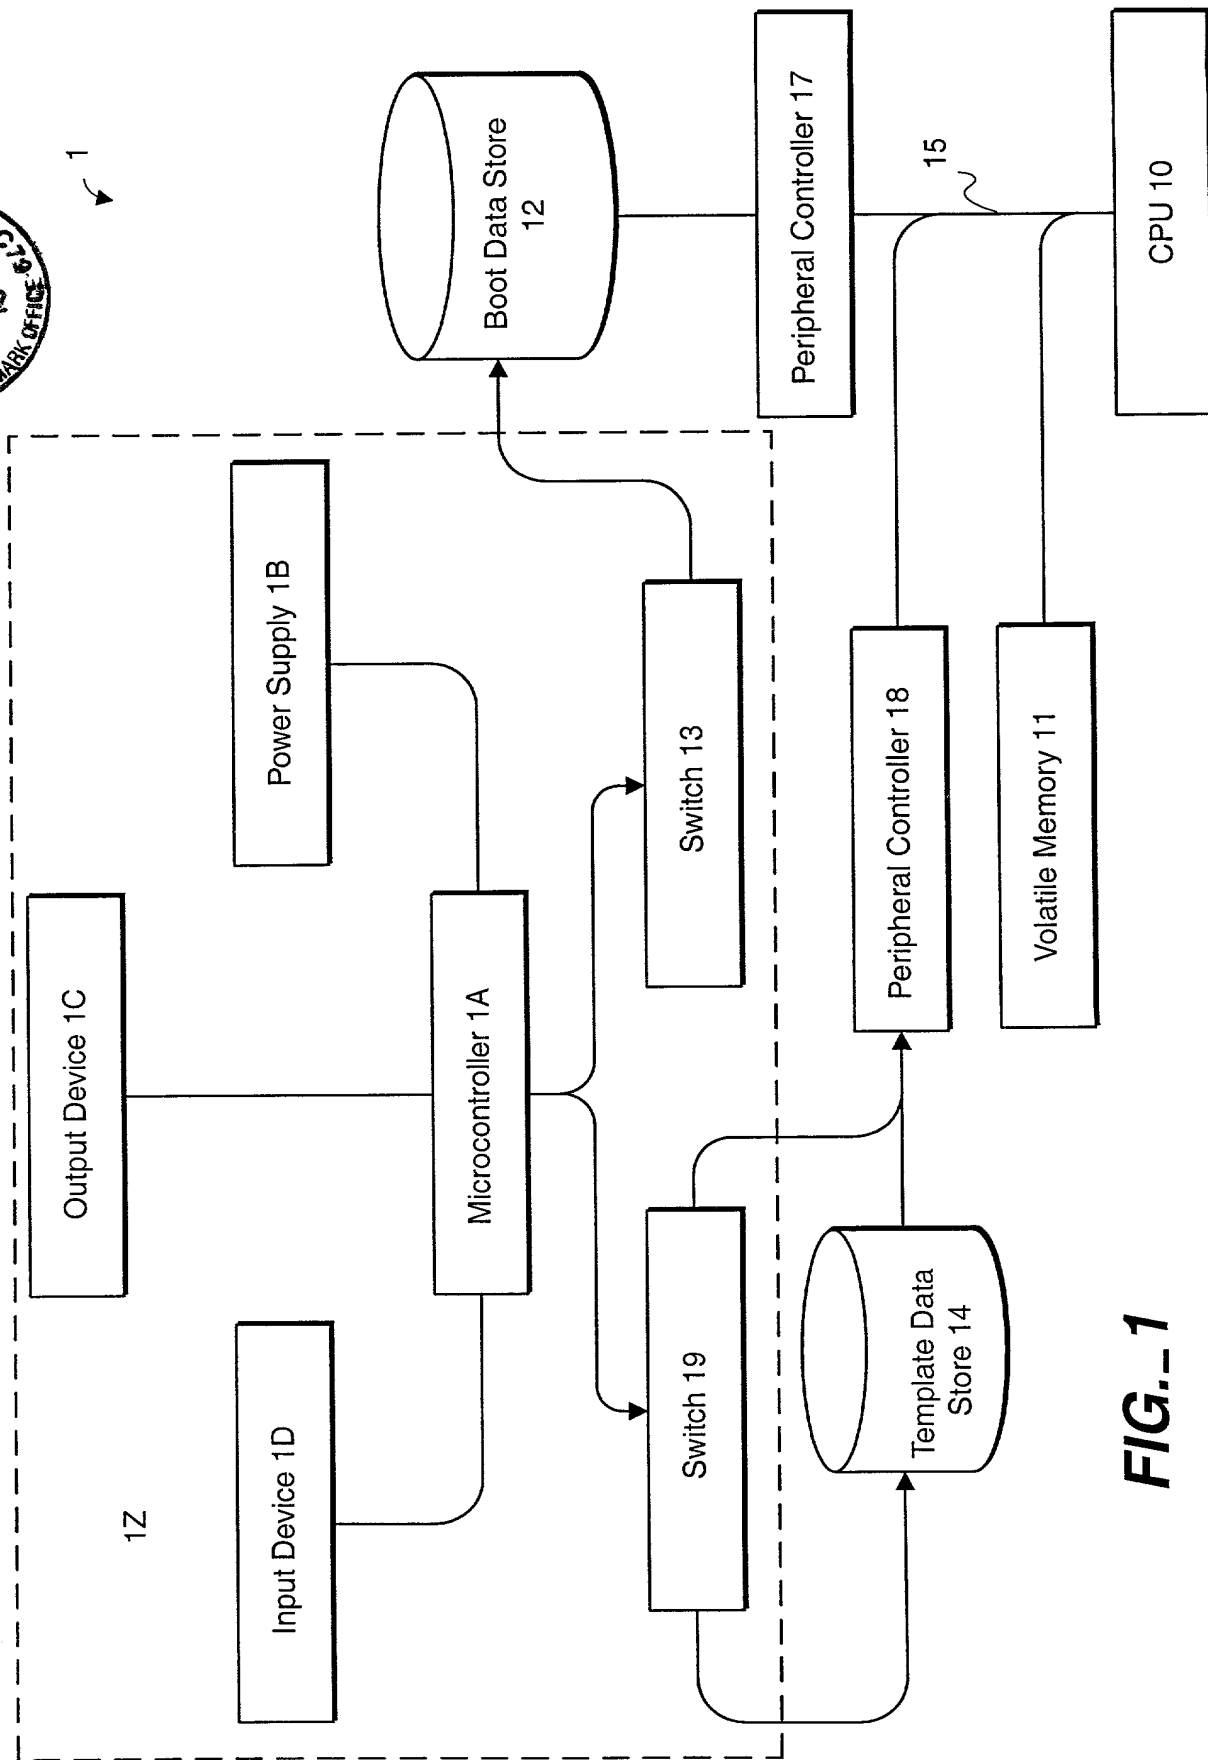 1
1Z
Output Device 1C
Input Device 1D
Power Supply 1B
Microcontroller 1A
Switch 19
Switch 13
Boot Data Store
12
Template Data
Store 14
Peripheral Controller 18
Peripheral Controller 17
Volatile Memory 11
15
CPU 10
FIG._1
MARK OFFICE